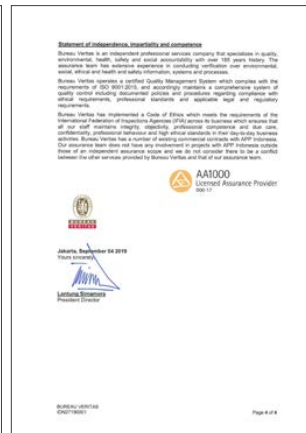 Statement of independence, impartiality and competence
Bureau Veritas is an independent professional services company that specialises in quality,
environmental, health, safety and social accountability with over 185 years history. The
assurance team has extensive experience in conducting verification over environmental,
social, ethical and health and safety information, systems and processes.
Bureau Veritas operates a certified Quality Management System which complies with the
requirements of ISO 9001:2015, and accordingly maintains a comprehensive system of
quality control including documented policies and procedures regarding compliance with
ethical requirements, professional standards and applicable legal and regulatory
requirements.
Bureau Veritas has implemented a Code of Ethics which meets the requirements of the
International Federation of Inspections Agencies (IFIA) across its business which ensures that
all our staff maintains integrity, objectivity, professional competence and due care,
confidentiality, professional behaviour and high ethical standards in their day-to-day business
activities. Bureau Veritas has a number of existing commercial contracts with APP Indonesia.
Our assurance team does not have any involvement in projects with APP Indonesia outside
those of an independent assurance scope and we do not consider there to be a conflict
between the other services provided by Bureau Veritas and that of our assurance team.
AA1000
Licensed Assurance Provider
000-17
BUREAU
VERITAS
Jakarta, September 04 2019
Yours sincerely,
Lontung Simamora
President Director
BUREAU VERITAS
Page 4 of 4